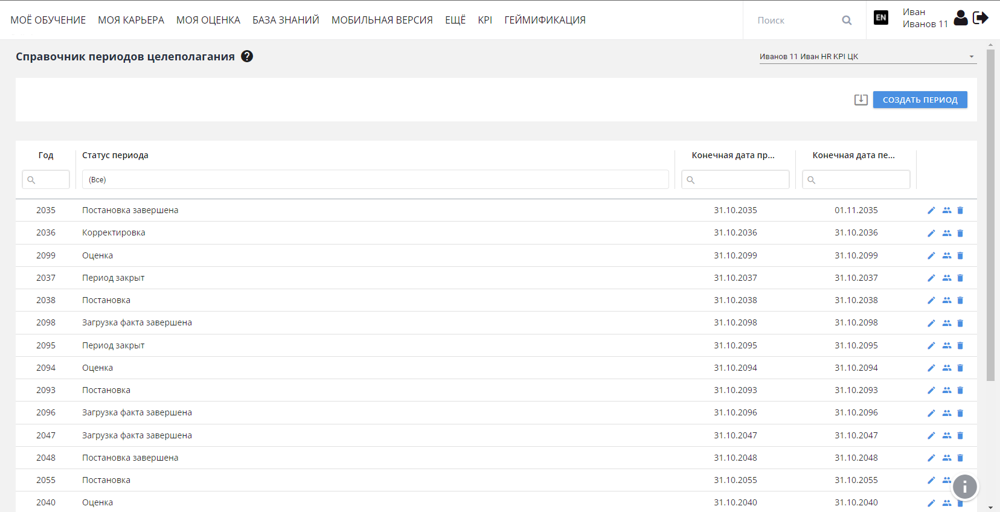 МОЁ ОБУЧЕНИЕ МОЯ КАРЬЕРА МОЯ ОЦЕНКА БАЗА ЗНАНИЙ МОБИЛЬНАЯ ВЕРСИЯ ЕЩЁ KPI ГЕЙМИФИКАЦИЯ Поиск EN Иван
Иванов 11
Справочник периодов целеполагания ? Иванов 11 Иван HR KPI ЦК
СОЗДАТЬ ПЕРИОД
Год Статус периода Конечная дата пр... Конечная дата пе...
(Все)
2035 Постановка завершена 31.10.2035 01.11.2035
2036 Корректировка 31.10.2036 31.10.2036
2099 Оценка 31.10.2099 31.10.2099
2037 Период закрыт 31.10.2037 31.10.2037
2038 Постановка 31.10.2038 31.10.2038
2098 Загрузка факта завершена 31.10.2098 31.10.2098
2095 Период закрыт 31.10.2095 31.10.2095
2094 Оценка 31.10.2094 31.10.2094
2093 Постановка 31.10.2093 31.10.2093
2096 Загрузка факта завершена 31.10.2096 31.10.2096
2047 Загрузка факта завершена 31.10.2047 31.10.2047
2048 Постановка завершена 31.10.2048 31.10.2048
2055 Постановка 31.10.2055 31.10.2055
2040 Оценка 31.10.2040 31.10.2040